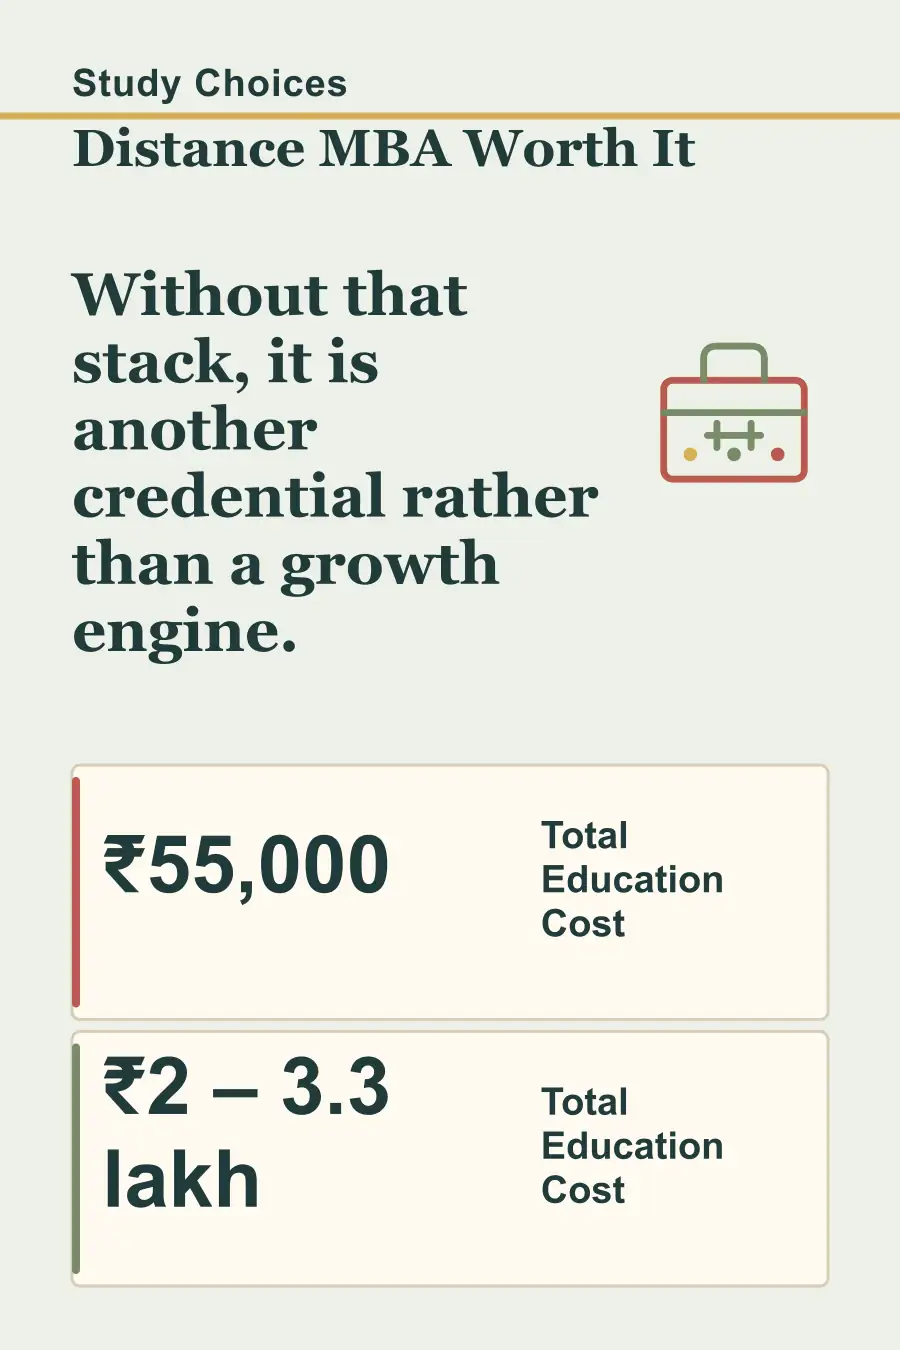 Study Choices
Distance MBA Worth It
Without that
stack, it is
another
credential rather
than a growth
engine.
₹55,000
Total
Education
Cost
₹2 – 3.3
lakh
Total
Education
Cost